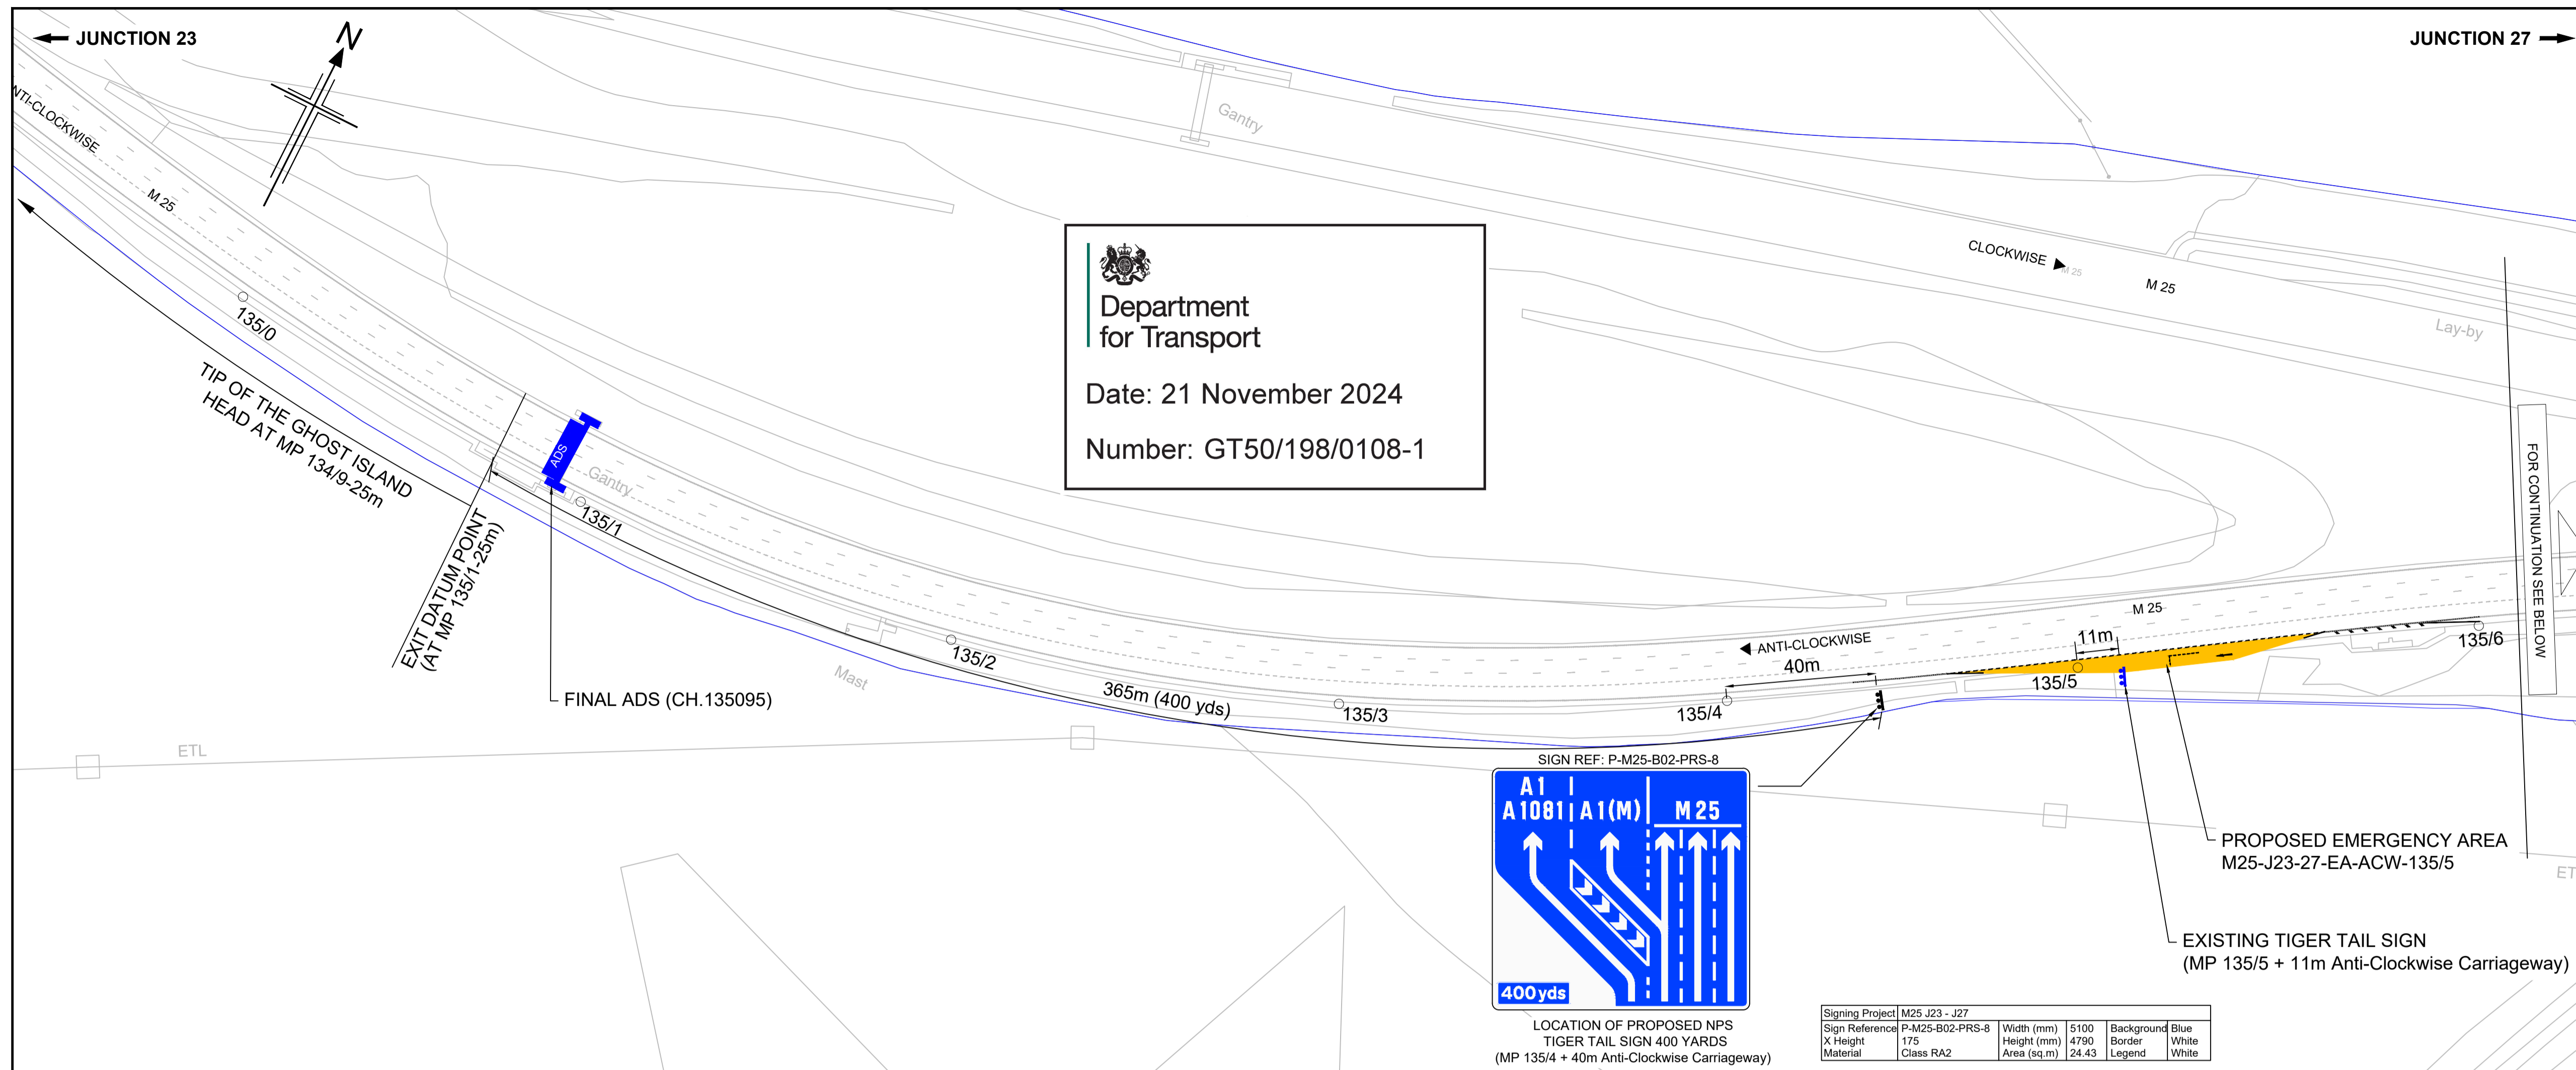 JUNCTION 23
N
JUNCTION 27
NTI-CLOCKWISE
M 25
Gantry
CLOCKWISE
M 25
M 25
Lay-by
Department
for Transport
Date: 21 November 2024
Number: GT50/198/0108-1
135/0
TIP OF THE GHOST ISLAND
HEAD AT MP 134/9-25m
ADS
Gantry
135/1
EXIT DATUM POINT
(AT MP 135/1-25m)
FINAL ADS (CH.135095)
FOR CONTINUATION SEE BELOW
M 25
11m
ANTI-CLOCKWISE
40m
135/2
Mast
365m (400 yds)
135/3
135/4
135/5
135/6
ETL
SIGN REF: P-M25-B02-PRS-8
A1
A1081 A1(M) M25
400yds
LOCATION OF PROPOSED NPS
TIGER TAIL SIGN 400 YARDS
(MP 135/4 + 40m Anti-Clockwise Carriageway)
PROPOSED EMERGENCY AREA
M25-J23-27-EA-ACW-135/5
ET
EXISTING TIGER TAIL SIGN
(MP 135/5 + 11m Anti-Clockwise Carriageway)
Signing Project M25 J23 - J27
Sign Reference P-M25-B02-PRS-8 Width (mm) 5100 Background Blue
X Height 175 Height (mm) 4790 Border White
Material Class RA2 Area (sq.m) 24.43 Legend White